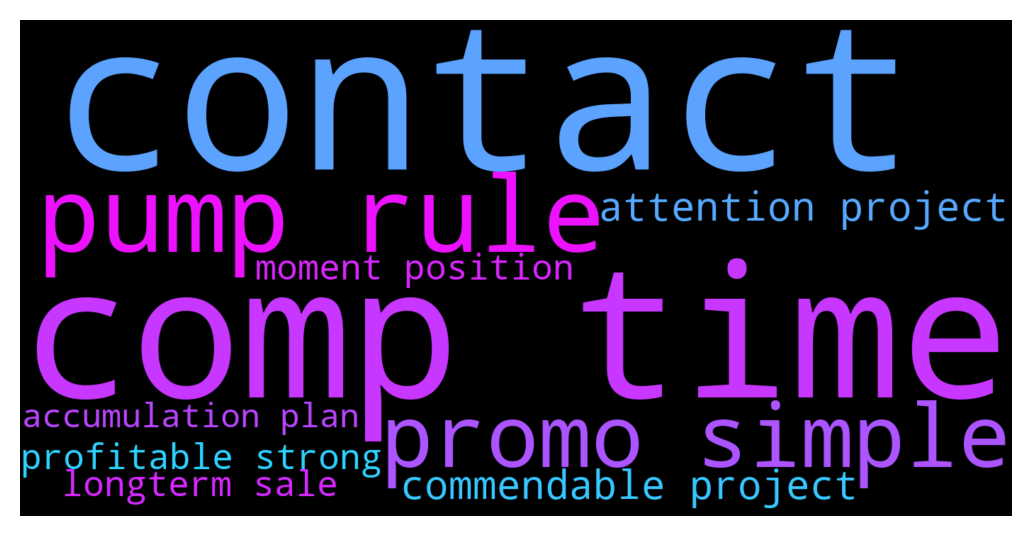 contact
pump rule
attention project
moment position
comp time
accumulation plan
promo simple
profitable strong
longterm sale
commendable project